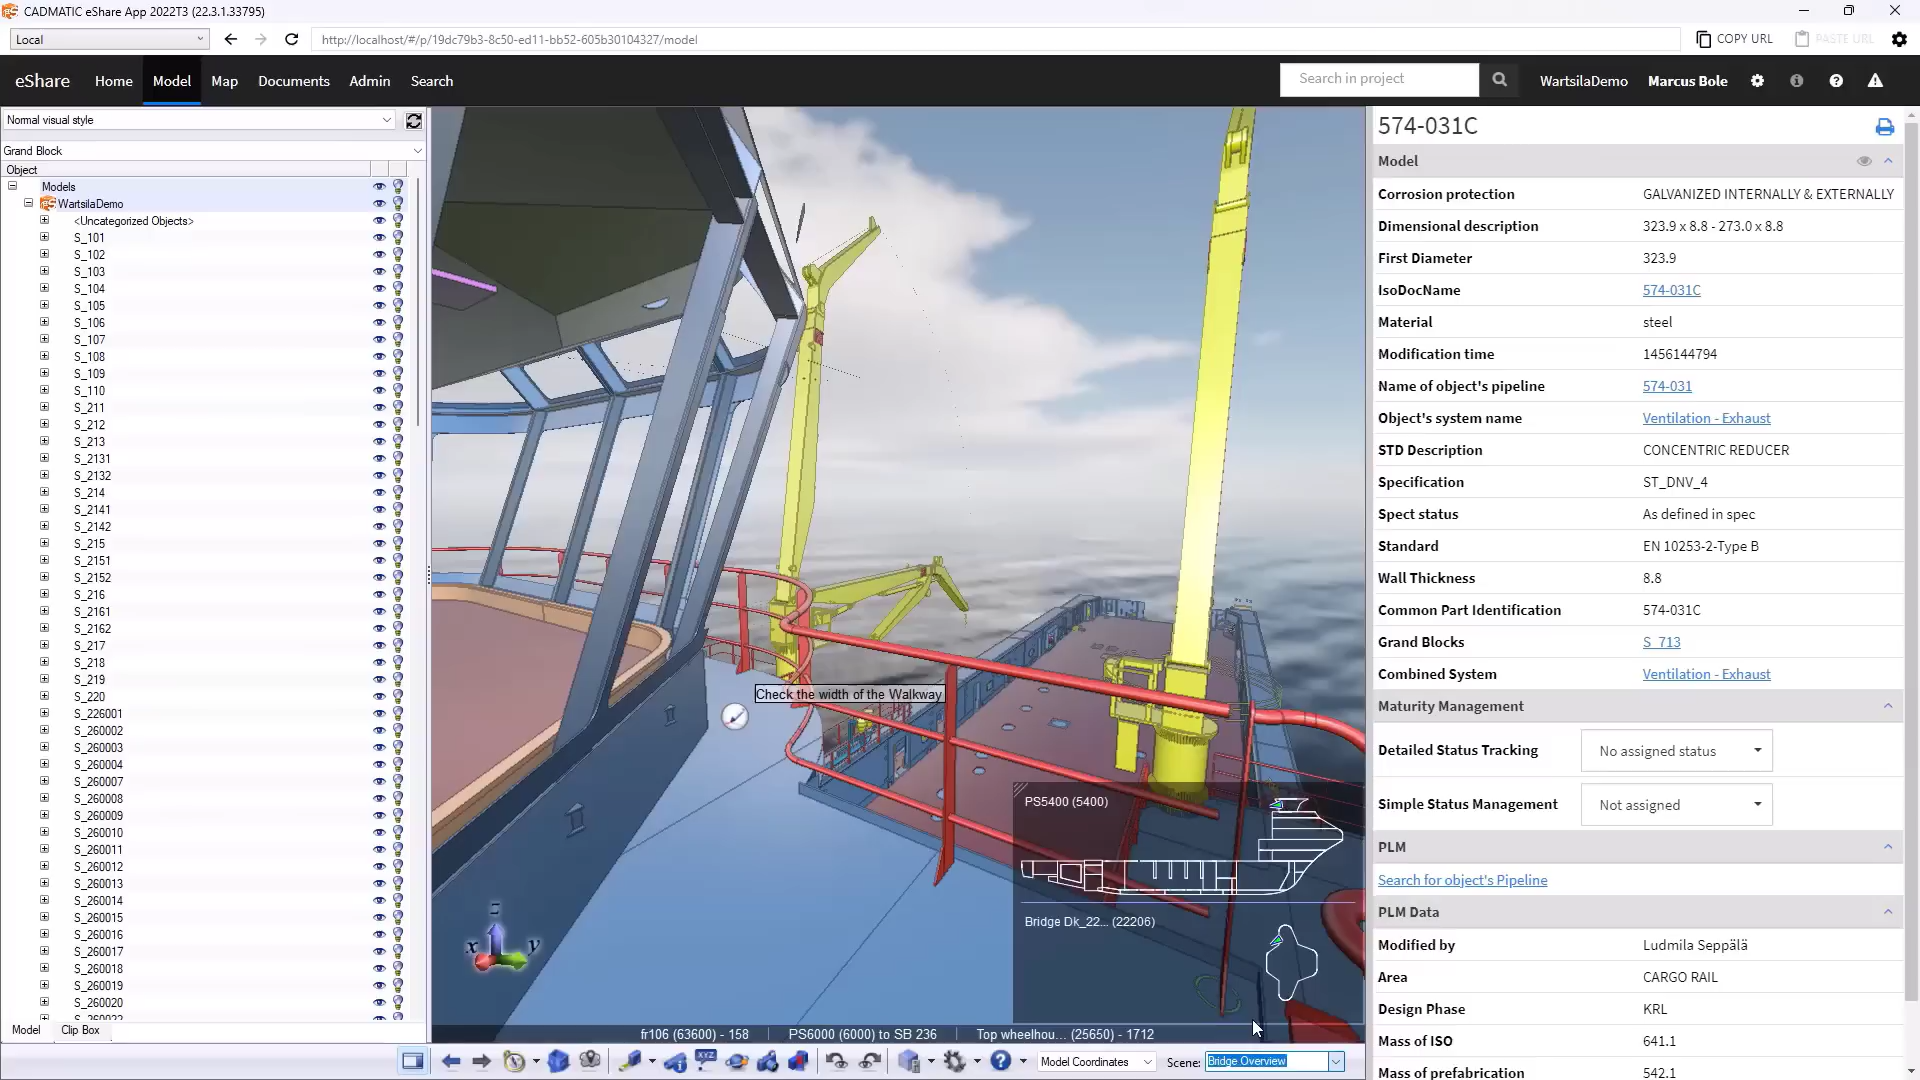 CADMATIC eShare App 2022T3 (22.3.1.33795)
Local
http://localhost/#/p/19dc79b3-8c50-ed11-bb52-605b30104327/model
COPY URL
PASTE URL
eShare
Home
Model
Map
Documents
Admin
Search
Search in project
WartsilaDemo
Marcus Bole
Normal visual style
Grand Block
Object
Models
WartsilaDemo
<Uncategorized Objects>
S_101
S_102
S_103
S_104
S_105
S_106
S_107
S_108
S_109
S_110
S_211
S_212
S_213
S_2131
S_2132
S_214
S_2141
S_2142
S_215
S_2151
S_2152
S_216
S_2161
S_2162
S_217
S_218
S_219
S_220
S_226001
S_260002
S_260003
S_260004
S_260007
S_260008
S_260009
S_260010
S_260011
S_260012
S_260013
S_260014
S_260015
S_260016
S_260017
S_260018
S_260019
S_260020
Model
Clip Box
Check the width of the Walkway
PS5400 (5400)
Bridge Dk_22... (22206)
z
x
y
fr106 (63600) - 158
PS6000 (6000) to SB 236
Top wheelhou... (25650) - 1712
XYZ
Model Coordinates
Scene:
Bridge Overview
574-031C
Model
Corrosion protection GALVANIZED INTERNALLY & EXTERNALLY
Dimensional description 323.9 x 8.8 - 273.0 x 8.8
First Diameter 323.9
IsoDocName 574-031C
Material steel
Modification time 1456144794
Name of object's pipeline 574-031
Object's system name Ventilation - Exhaust
STD Description CONCENTRIC REDUCER
Specification ST_DNV_4
Spect status As defined in spec
Standard EN 10253-2-Type B
Wall Thickness 8.8
Common Part Identification 574-031C
Grand Blocks S_713
Combined System Ventilation - Exhaust
Maturity Management
Detailed Status Tracking No assigned status
Simple Status Management Not assigned
PLM
Search for object's Pipeline
PLM Data
Modified by Ludmila Seppälä
Area CARGO RAIL
Design Phase KRL
Mass of ISO 641.1
Mass of prefabrication 542.1